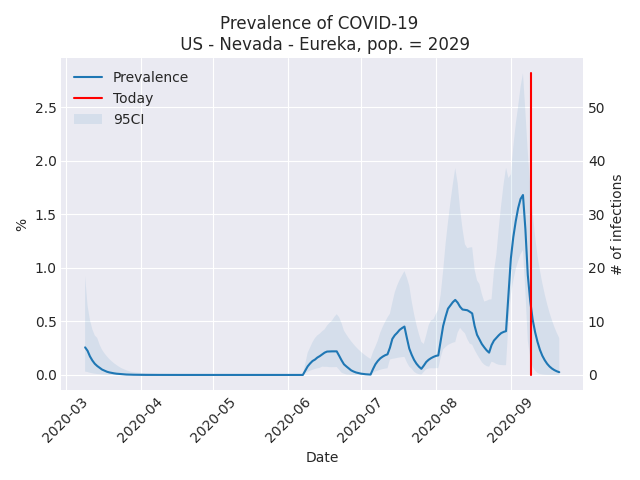 Prevalence of COVID-19
US - Nevada - Eureka, pop. = 2029
Prevalence
Today
95CI
2.5
2.0
1.5
1.0
0.5
0.0
%
50
40
30
20
10
0
# of infections
2020-03
2020-04
2020-05
2020-06
2020-07
2020-08
2020-09
Date